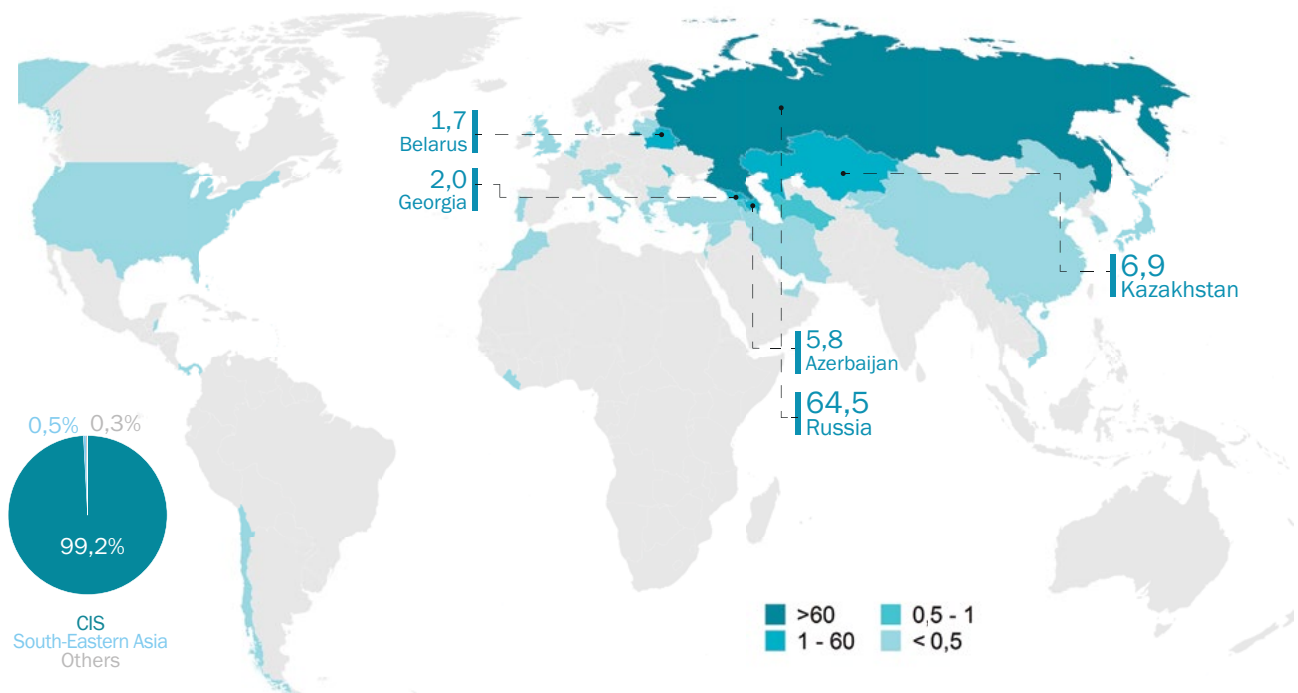 1,7
Belarus
2,0
Georgia
6,9
Kazakhstan
5,8
Azerbaijan
64,5
Russia
0,5% 0,3%
99,2%
CIS
South-Eastern Asia
Others
>60 0,5 - 1
1 - 60 < 0,5